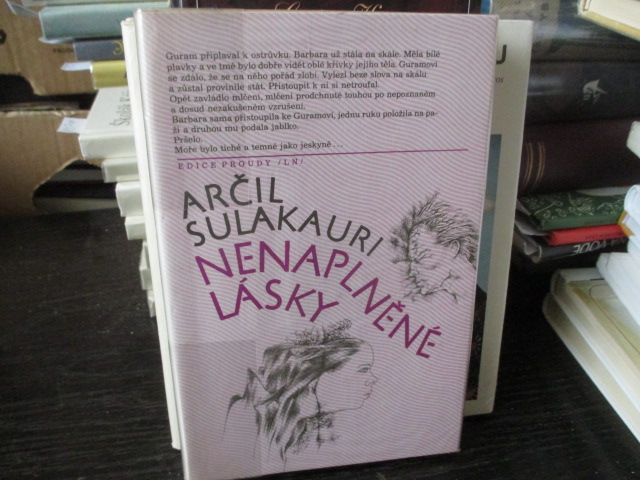 Guram připlaval k ostrůvku. Barbara už stála na skále. Měla bílé
plavky a ve tmě bylo dobře vidět oblé křivky jejího těla. Guramovi
se zdálo, že se na něho pořád zlobí. Vylezl beze slova na skálu
a zůstal provinile stát. Přistoupit k ní si netroufal.
Opět zavládlo mlčení, mlčení prodchnuté touhou po nepoznaném
a dosud nezakušeném vzrušení.
Barbara sama přistoupila ke Guramovi, jednu ruku položila na pa-
ži a druhou mu podala jablko.
Pršelo.
Moře bylo tiché a temné jako jeskyně...
EDICE PROUDY /LN/
ARČIL
SULAKAURI
NENAPLNĚNÉ
LÁSKY